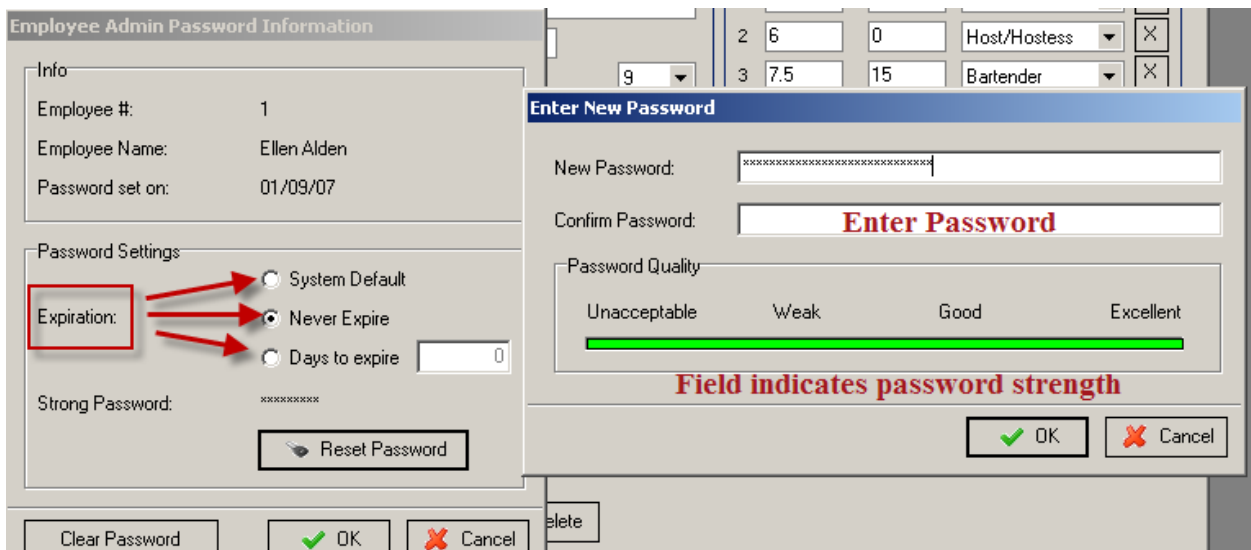 Employee Admin Password Information
Info
Employee #: 1
Employee Name: Ellen Alden
Password set on: 01/09/07
Password Settings
Expiration:
System Default
Never Expire
Days to expire 0
Strong Password: *********
Reset Password
Clear Password OK Cancel
2 6 0 Host/Hostess X
9
3 7.5 15 Bartender X
Enter New Password
New Password: *****************************
Confirm Password: Enter Password
Password Quality
Unacceptable Weak Good Excellent
Field indicates password strength
OK Cancel